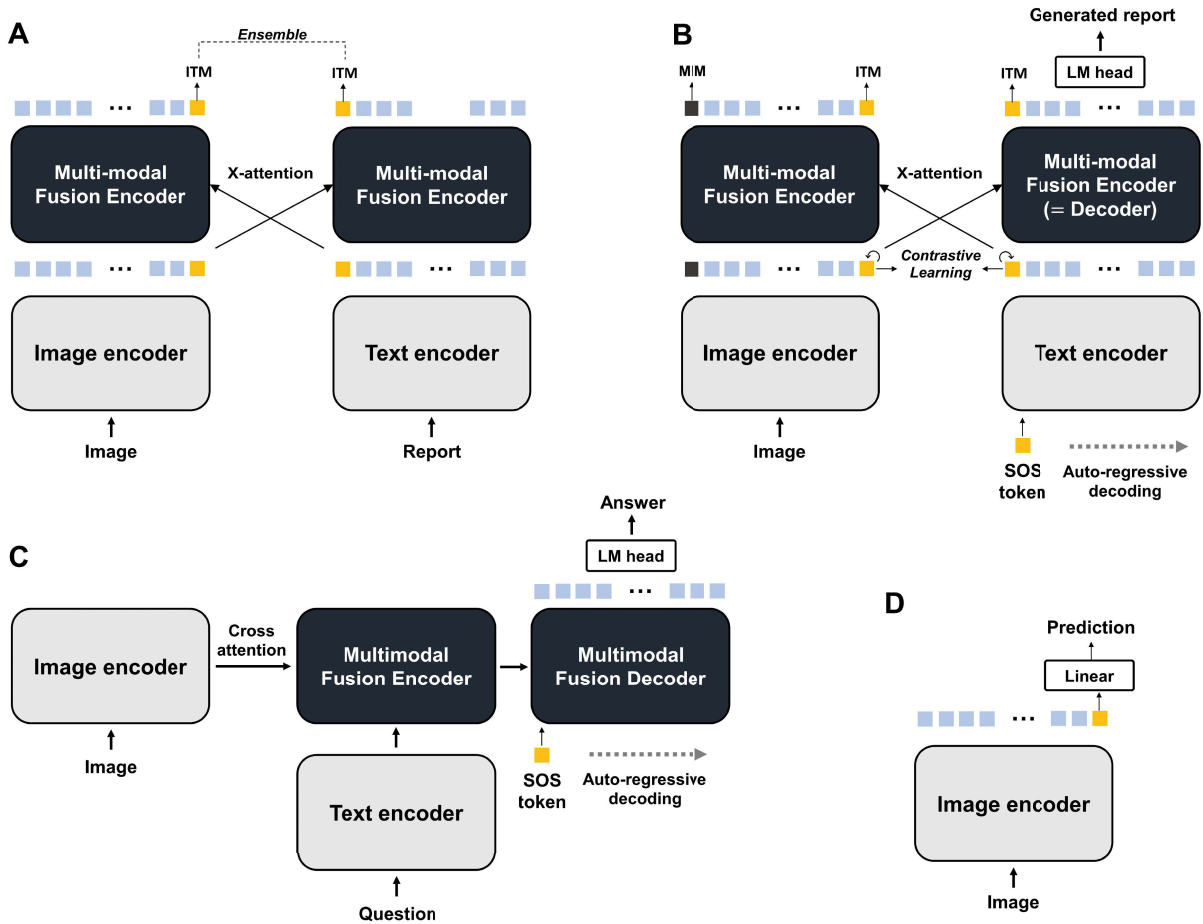 A
Ensemble
ITM
ITM
...
...
Multi-modal
Fusion Encoder
X-attention
Multi-modal
Fusion Encoder
...
...
Image encoder
Text encoder
Image
Report
B
Generated report
LM head
MIM
ITM
ITM
...
...
Multi-modal
Fusion Encoder
X-attention
Multi-modal
Fusion Encoder
(= Decoder)
...
Contrastive
Learning
...
Image encoder
Text encoder
Image
SOS
token
Auto-regressive
decoding
C
Answer
LM head
...
Image encoder
Cross
attention
Multimodal
Fusion Encoder
Multimodal
Fusion Decoder
Image
Text encoder
SOS
token
Auto-regressive
decoding
Question
D
Prediction
Linear
...
Image encoder
Image